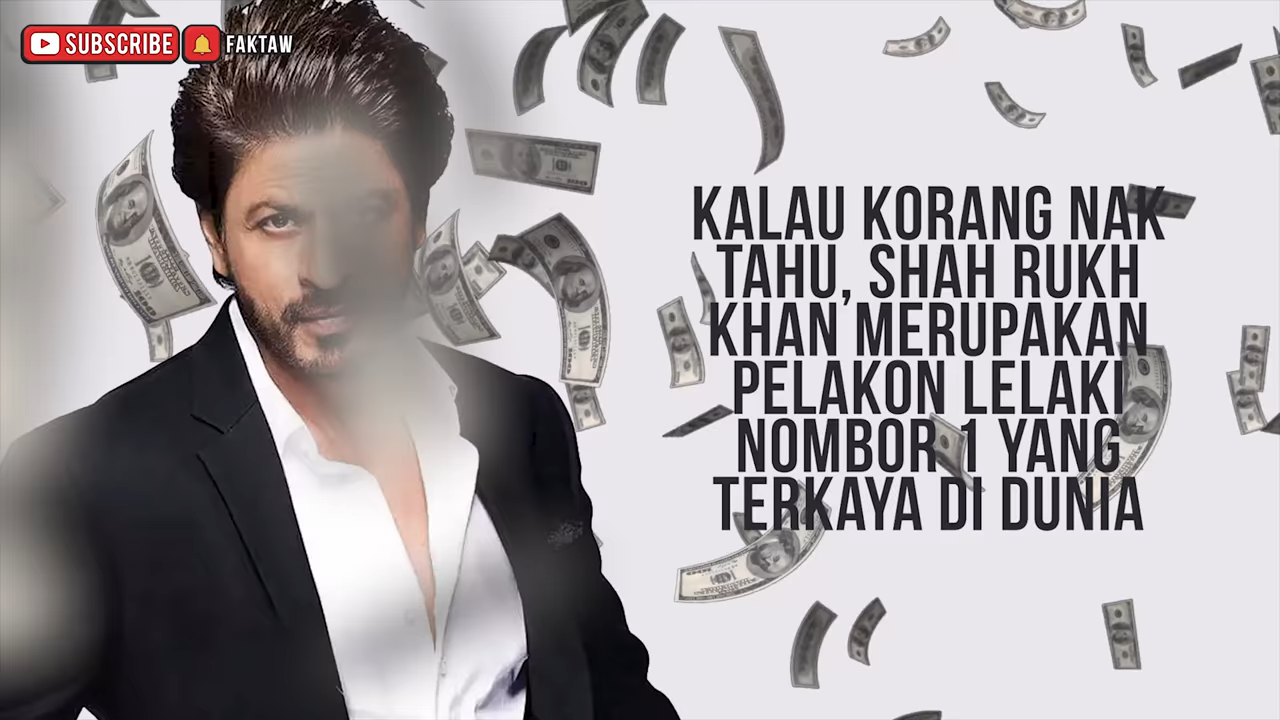 SUBSCRIBE FAKTAW
KALAU KORANG NAK
TAHU, SHAH RUKH
KHAN MERUPAKAN
PELAKON LELAKI
NOMBOR 1 YANG
TERKAYA DI DUNIA